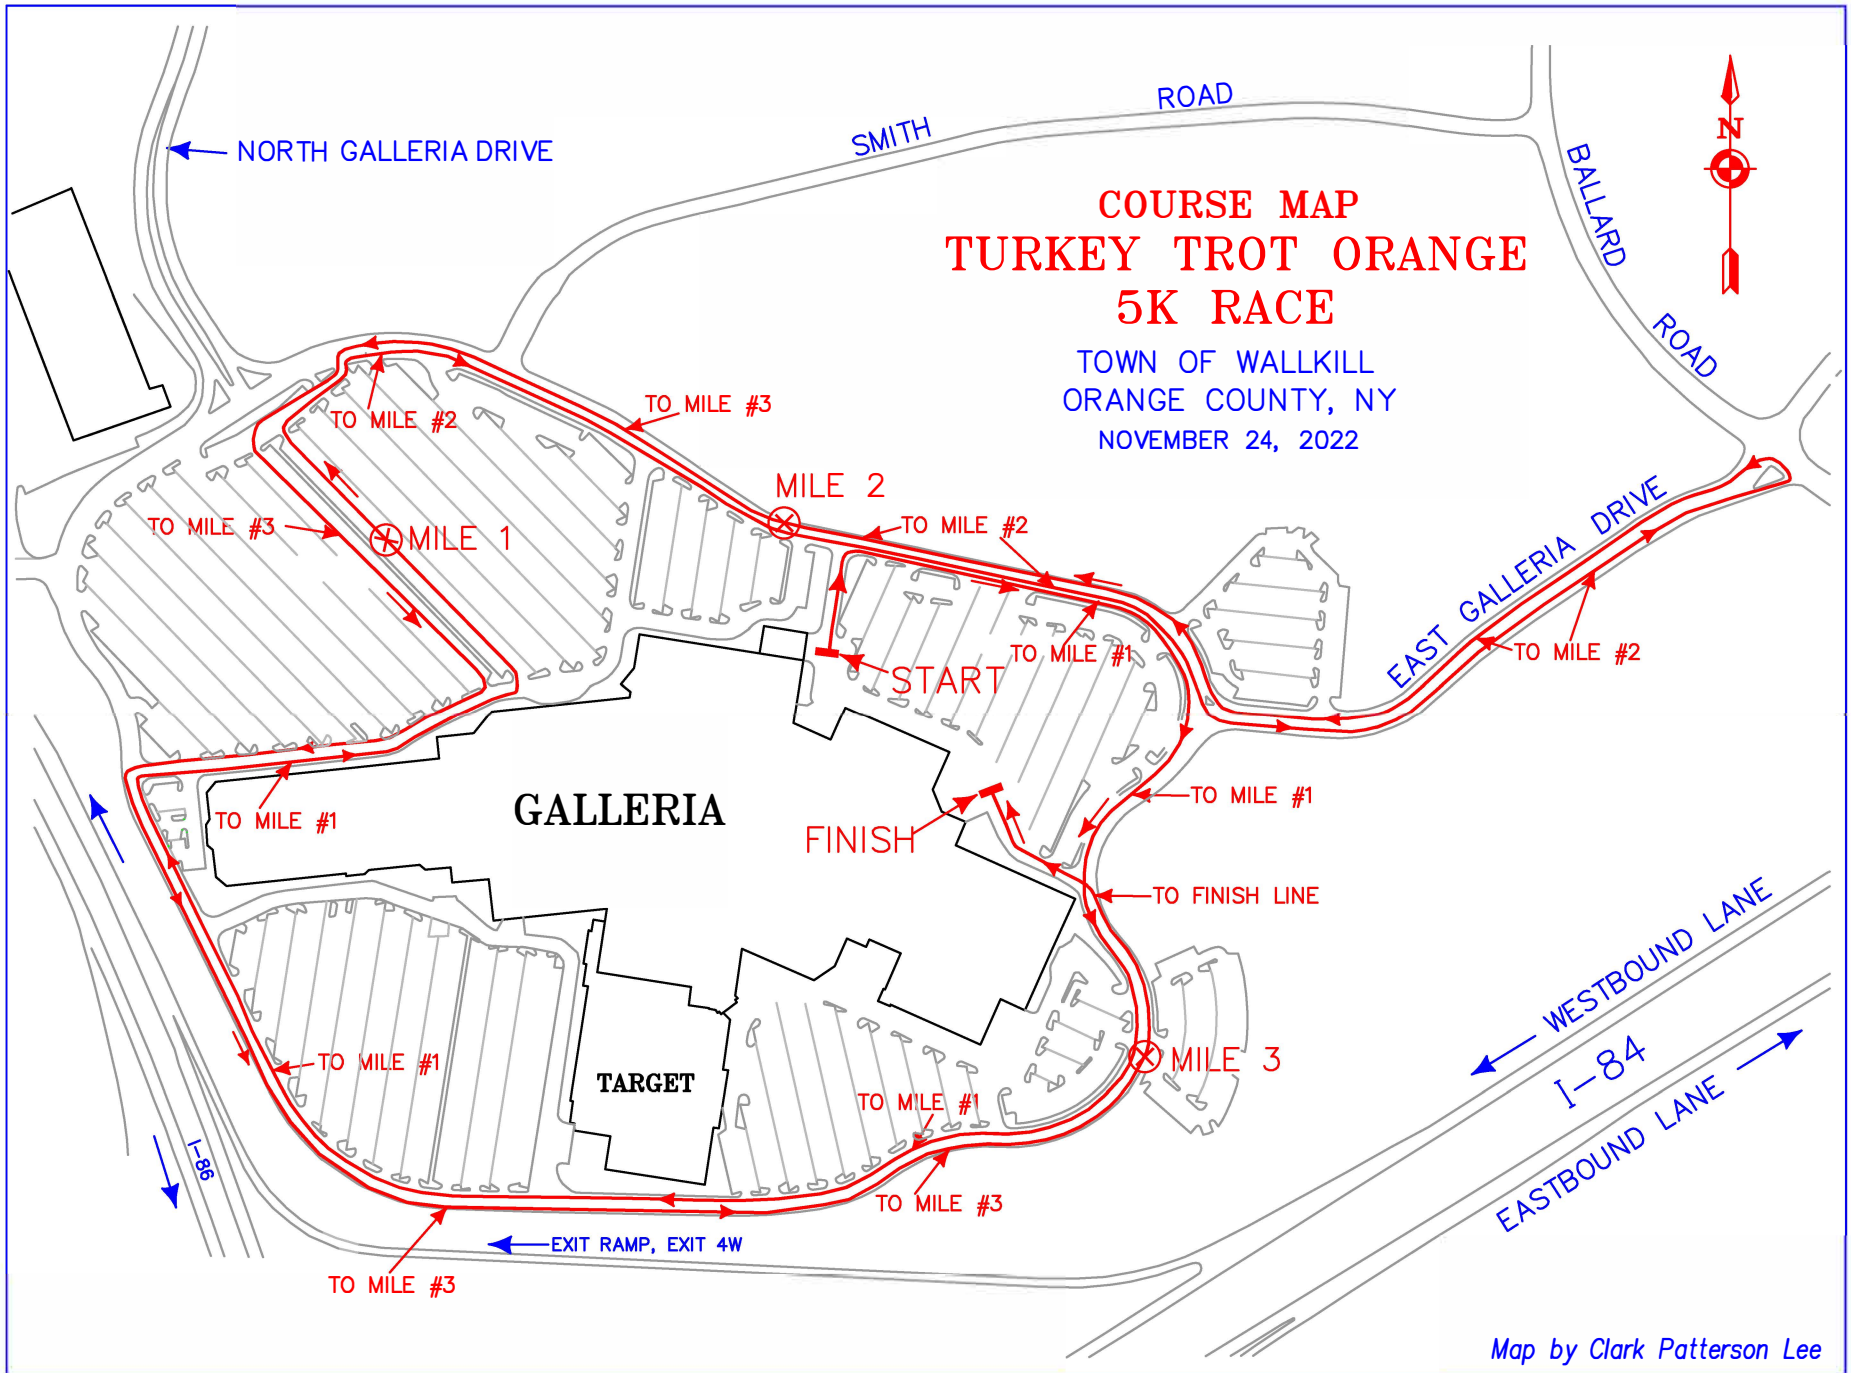 NORTH GALLERIA DRIVE
SMITH
ROAD
BALLARD
ROAD
N
COURSE MAP
TURKEY TROT ORANGE
5K RACE
TOWN OF WALLKILL
ORANGE COUNTY, NY
NOVEMBER 24, 2022
TO MILE #2
TO MILE #3
MILE 2
TO MILE #3
MILE 1
TO MILE #2
EAST GALLERIA DRIVE
TO MILE #1
TO MILE #2
START
TO MILE #1
GALLERIA
TO MILE #1
FINISH
TO FINISH LINE
WESTBOUND LANE
I-84
EASTBOUND LANE
TO MILE #1
TARGET
MILE 3
TO MILE #1
I-86
TO MILE #3
EXIT RAMP, EXIT 4W
TO MILE #3
Map by Clark Patterson Lee